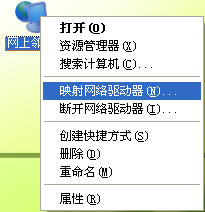 网上邻
打开(O)
资源管理器(X)
搜索计算机(C)...
映射网络驱动器(N)...
断开网络驱动器(I)...
创建快捷方式(S)
删除(D)
重命名(M)
属性(R)